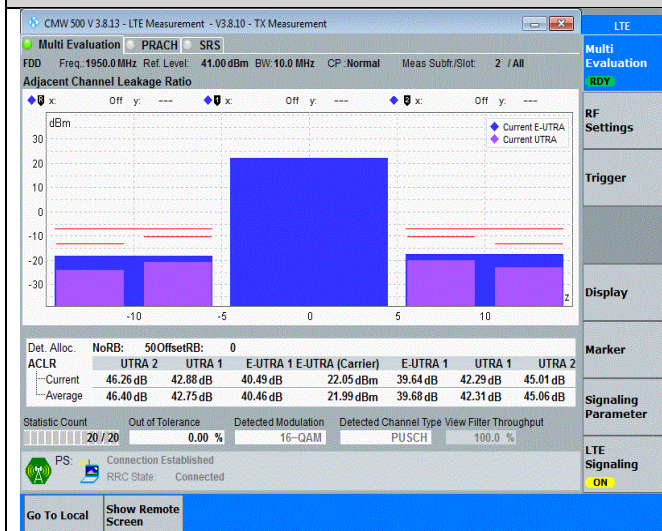 CMW 500 V 3.8.13 - LTE Measurement - V3.8.10 - TX Measurement
LTE
Multi Evaluation PRACH SRS
FDD Freq.:1950.0 MHz Ref. Level: 41.00 dBm BW:10.0 MHz CP :Normal Meas Subfr./Slot: 2 / All
Adjacent Channel Leakage Ratio
x: Off y: --- x: Off y: --- x: Off y: ---
dBm
Current E-UTRA
Current UTRA
30
20
10
0
-10
-20
-30
z
-10 -5 0 5 10
Det. Alloc. NoRB: 50 OffsetRB: 0
ACLR UTRA 2 UTRA 1 E-UTRA 1 E-UTRA (Carrier) E-UTRA 1 UTRA 1 UTRA 2
Current 46.26 dB 42.88 dB 40.49 dB 22.05 dBm 39.64 dB 42.29 dB 45.01 dB
Average 46.40 dB 42.75 dB 40.46 dB 21.99 dBm 39.68 dB 42.31 dB 45.06 dB
Statistic Count Out of Tolerance Detected Modulation Detected Channel Type View Filter Throughput
20 / 20 0.00 % 16-QAM PUSCH 100.0 %
PS: Connection Established
RRC State: Connected
Multi
Evaluation
RDY
RF
Settings
Trigger
Display
Marker
Signaling
Parameter
LTE
Signaling
ON
Go To Local
Show Remote
Screen